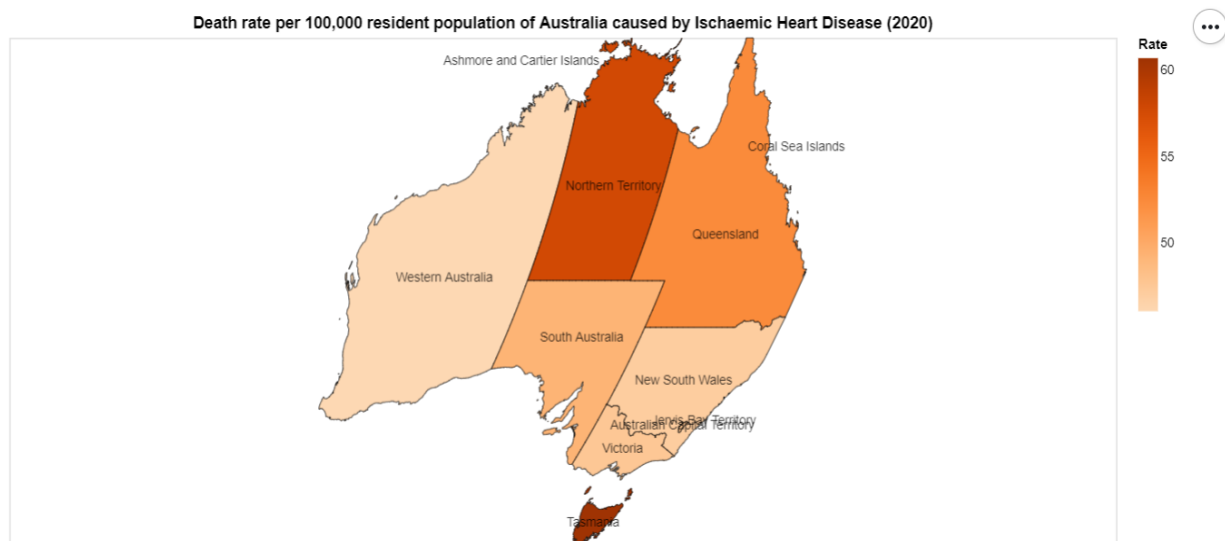 Death rate per 100,000 resident population of Australia caused by Ischaemic Heart Disease (2020)
Rate
60
55
50
Ashmore and Cartier Islands
Coral Sea Islands
Northern Territory
Queensland
Western Australia
South Australia
New South Wales
Jervis Bay Territory
Australian Capital Territory
Victoria
Tasmania